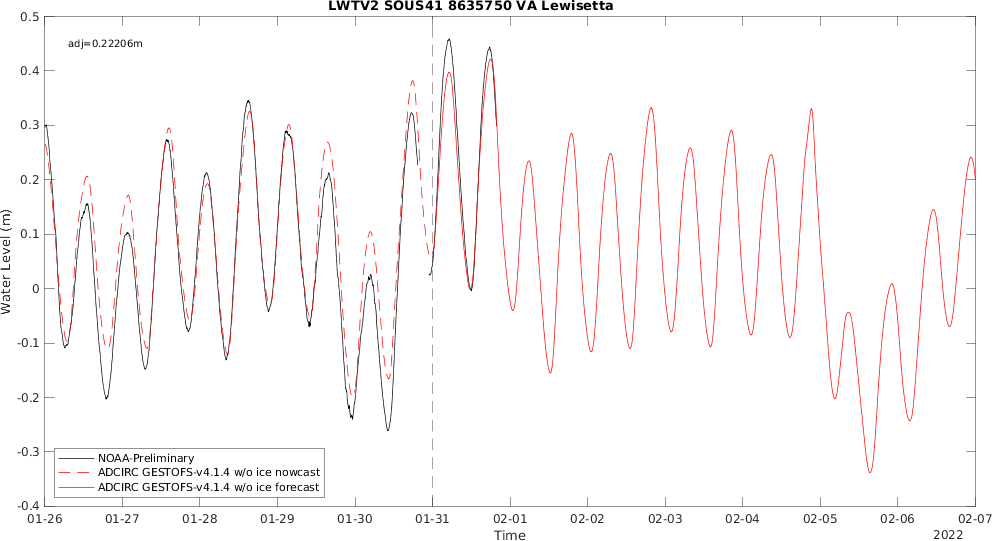 LWTV2 SOUS41 8635750 VA Lewisetta
adj=0.22206m
0.5
0.4
0.3
0.2
0.1
0
-0.1
-0.2
-0.3
-0.4
Water Level (m)
NOAA-Preliminary
ADCIRC GESTOFS-v4.1.4 w/o ice nowcast
ADCIRC GESTOFS-v4.1.4 w/o ice forecast
01-26 01-27 01-28 01-29 01-30 01-31 02-01 02-02 02-03 02-04 02-05 02-06 02-07
Time
2022